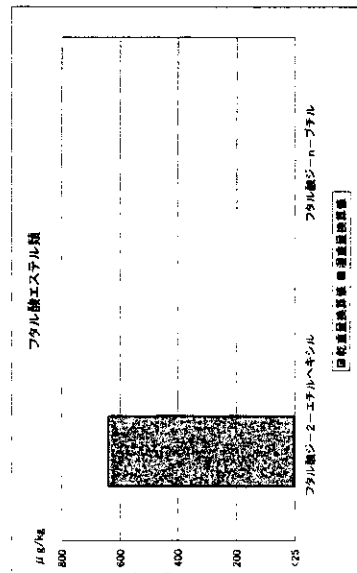 フタル酸エステル類
μg/kg
800
600
400
200
<25
フタル酸ジ-2-エチルヘキシル
フタル酸ジ-n-ブチル
乾重量換算値 湿重量換算値